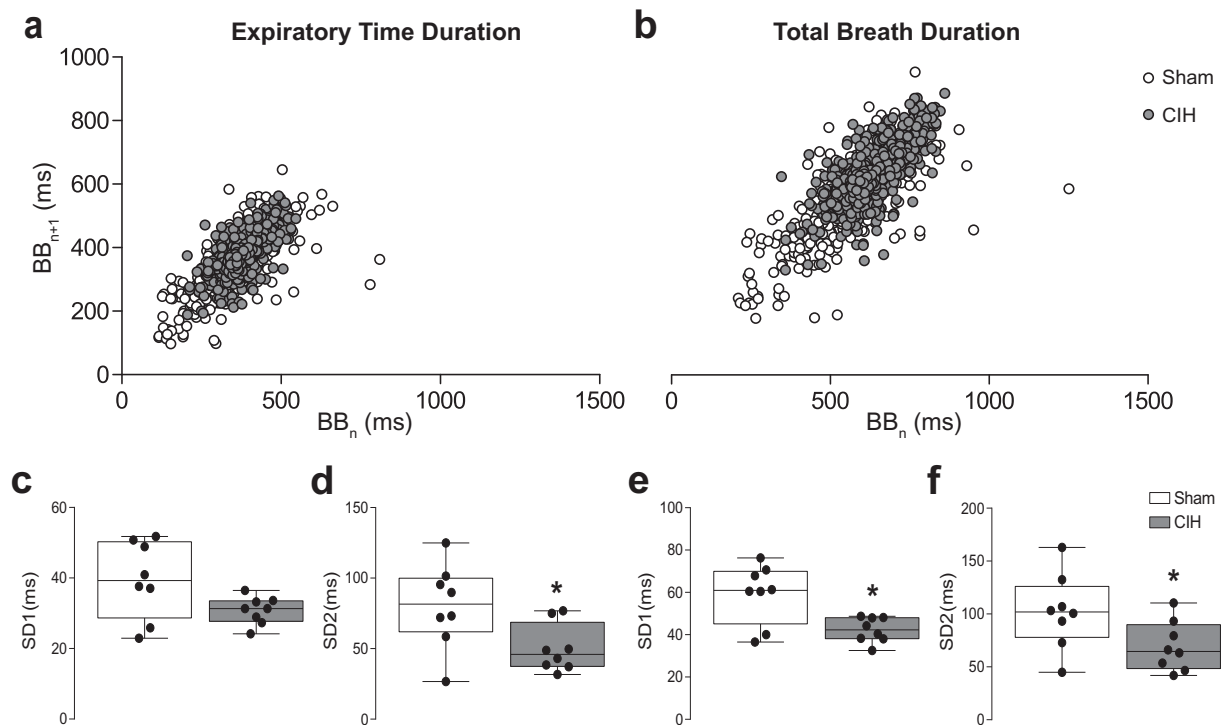 a
Expiratory Time Duration
b
Total Breath Duration
1000
800
600
400
200
0
BBn+1 (ms)
0
500
1000
1500
BBn (ms)
0
500
1000
1500
BBn (ms)
Sham
CIH
c
SD1(ms)
60
40
20
0
d
SD2(ms)
150
100
50
0
*
e
SD1(ms)
100
80
60
40
20
0
*
f
SD2(ms)
200
150
100
50
0
*
Sham
CIH